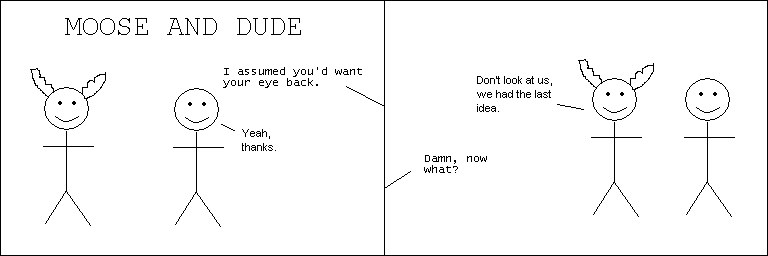 MOOSE AND DUDE
I assumed you'd want
your eye back.
Yeah,
thanks.
Don't look at us,
we had the last
idea.
Damn, now
what?